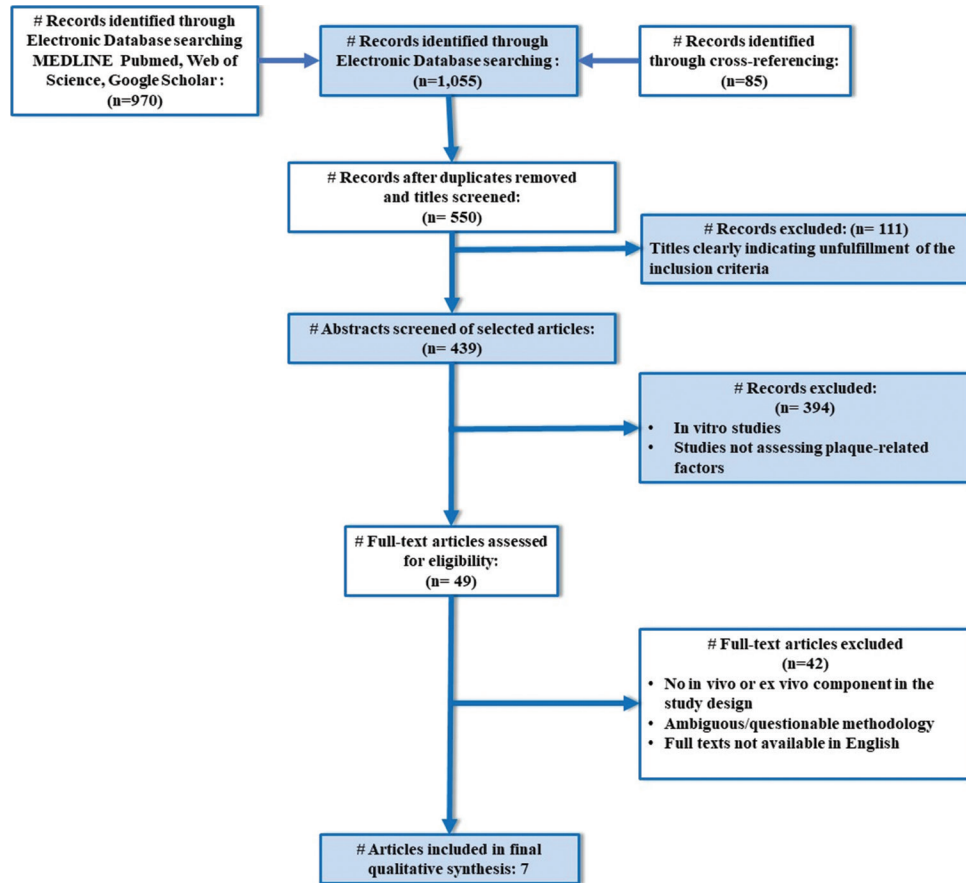 # Records identified through
Electronic Database searching
MEDLINE Pubmed, Web of
Science, Google Scholar :
(n=970)
# Records identified through
Electronic Database searching :
(n=1,055)
# Records identified
through cross-referencing:
(n=85)
# Records after duplicates removed
and titles screened:
(n= 550)
# Records excluded: (n= 111)
Titles clearly indicating unfulfillment of the
inclusion criteria
# Abstracts screened of selected articles:
(n= 439)
# Records excluded:
(n= 394)
• In vitro studies
• Studies not assessing plaque-related
factors
# Full-text articles assessed
for eligibility:
(n= 49)
# Full-text articles excluded
(n=42)
• No in vivo or ex vivo component in the
study design
• Ambiguous/questionable methodology
• Full texts not available in English
# Articles included in final
qualitative synthesis: 7